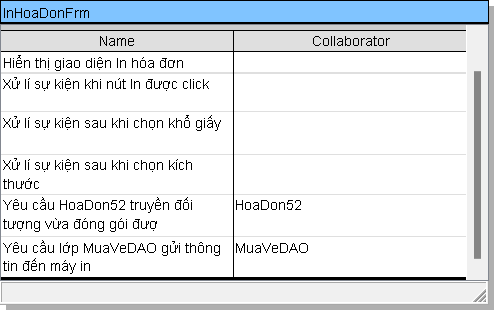 InHoaDonFrm
Name Collaborator
Hiển thị giao diện In hóa đơn
Xử lí sự kiện khi nút In được click
Xử lí sự kiện sau khi chọn khổ giấy
Xử lí sự kiện sau khi chọn kích
thước
Yêu cầu HoaDon52 truyền đối HoaDon52
tượng vừa đóng gói đượ
Yêu cầu lớp MuaVeDAO gửi thông MuaVeDAO
tin đến máy in